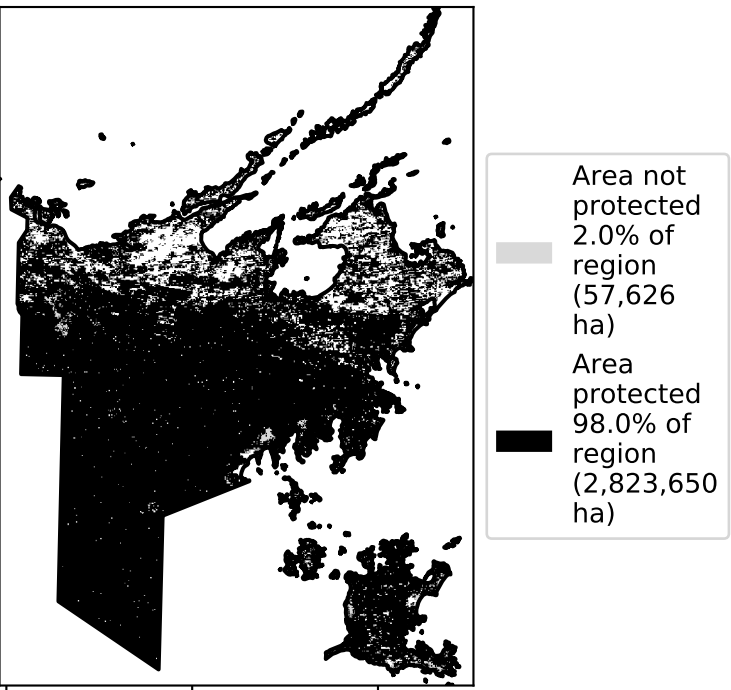 Area not
protected
2.0% of
region
(57,626
ha)
Area
protected
98.0% of
region
(2,823,650
ha)